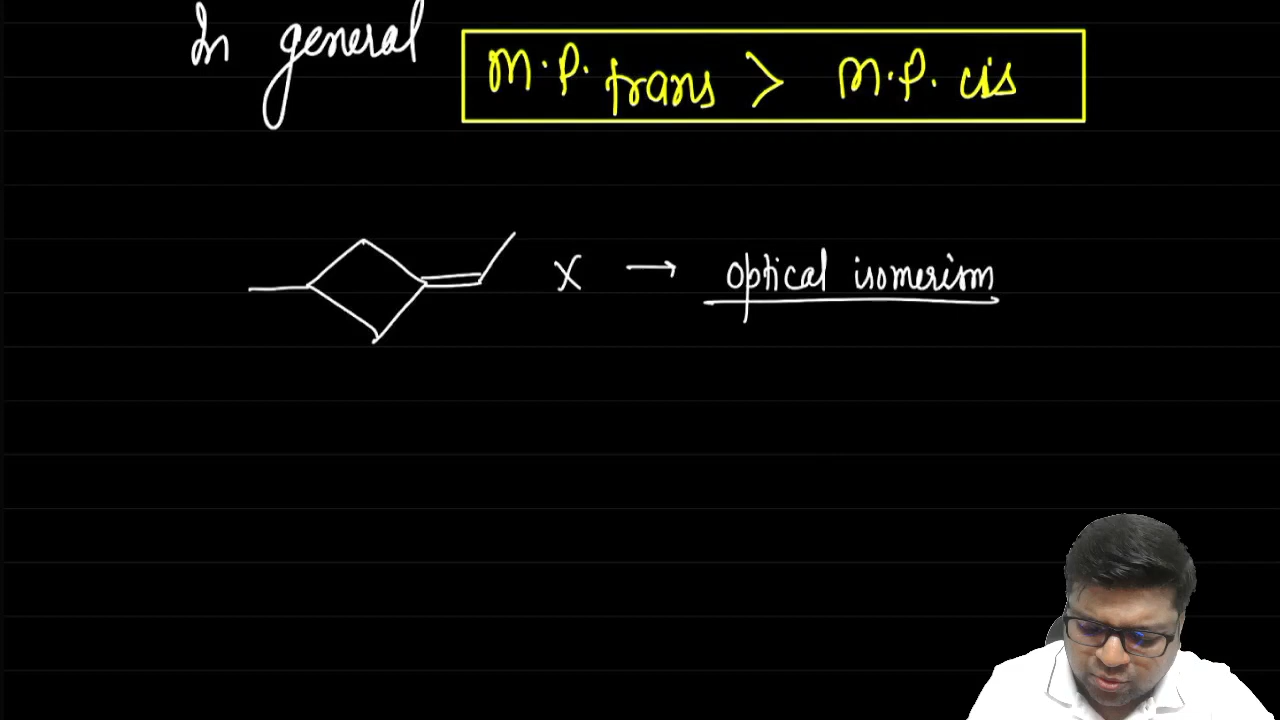 In general M.P. trans > M.P. cis
X → optical isomerism